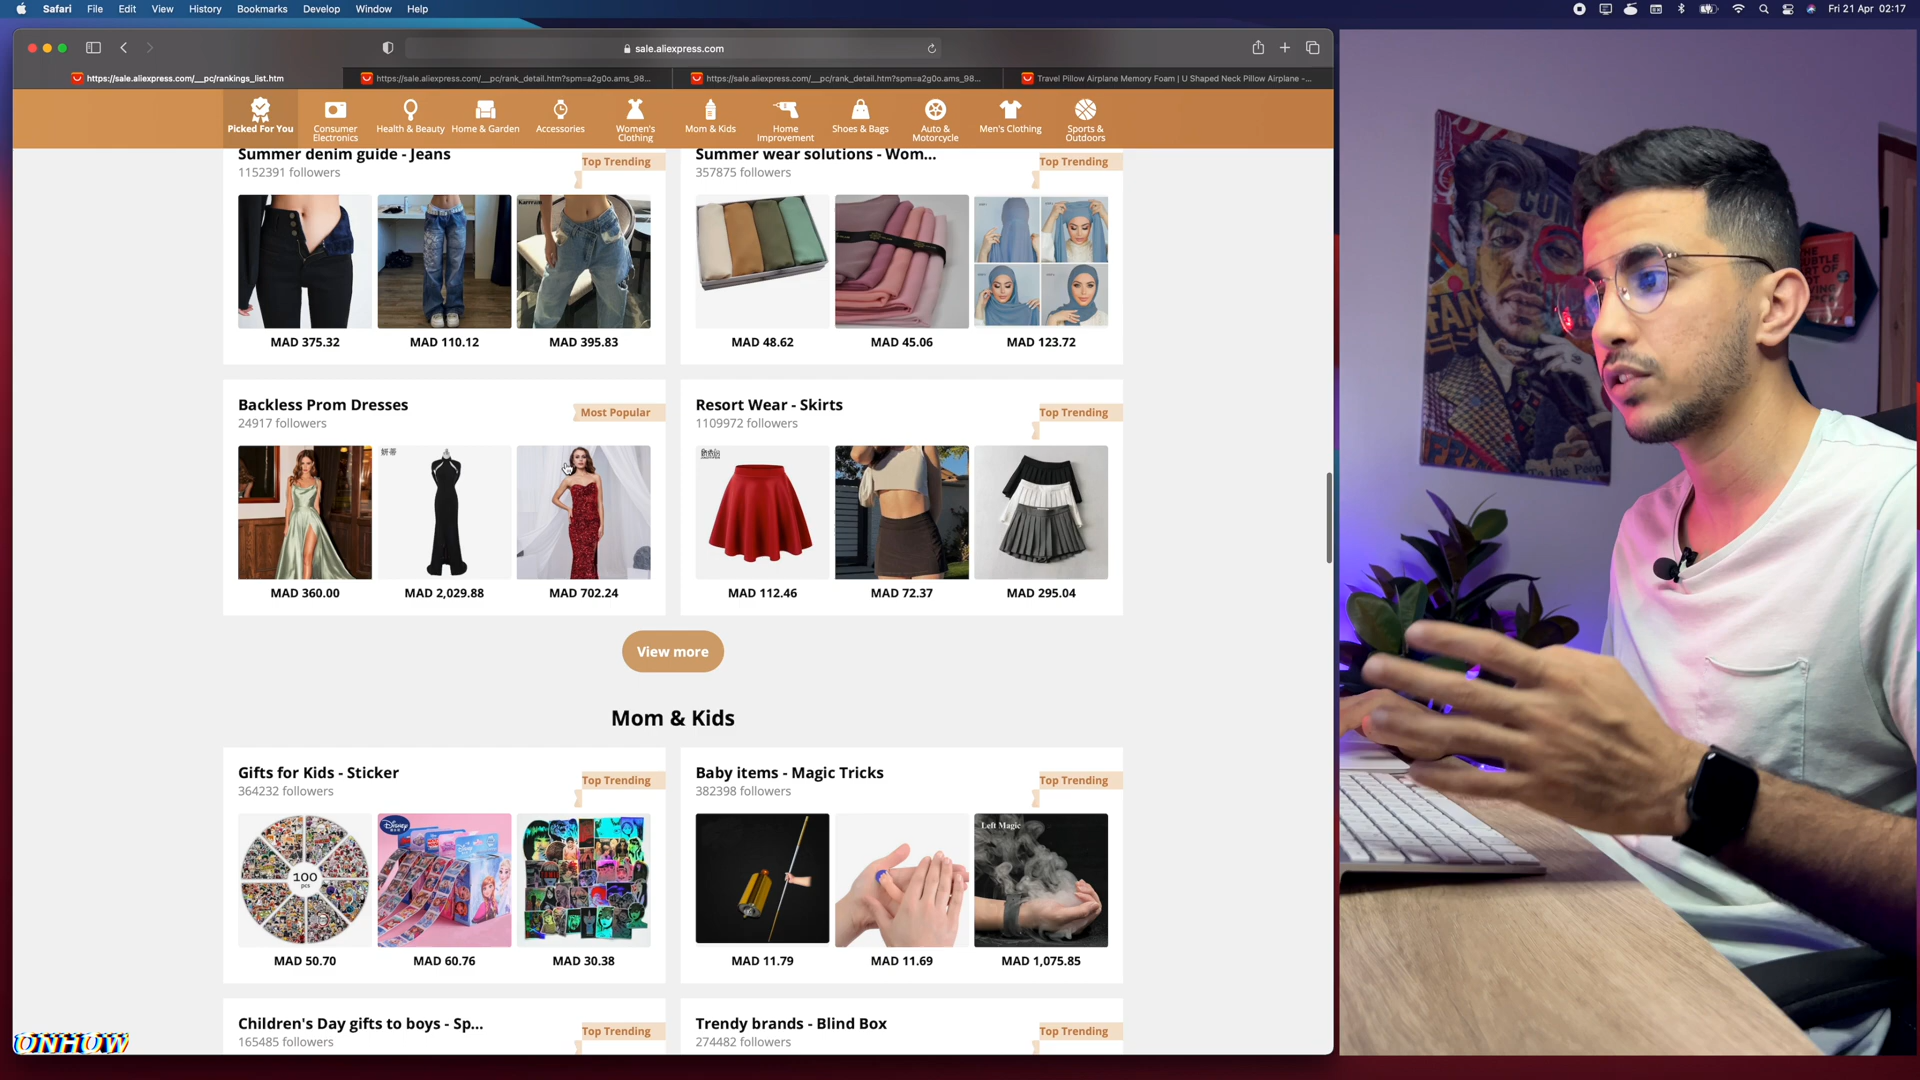 Safari File Edit View History Bookmarks Develop Window Help
Fri 21 Apr 02:17
sale.aliexpress.com
https://sale.aliexpress.com/__pc/rankings_list.htm
https://sale.aliexpress.com/__pc/rank_detail.htm?spm=a2g0o.ams_98...
https://sale.aliexpress.com/__pc/rank_detail.htm?spm=a2g0o.ams_98...
Travel Pillow Airplane Memory Foam | U Shaped Neck Pillow Airplane -...
Picked For You
Consumer Electronics
Health & Beauty
Home & Garden
Accessories
Women's Clothing
Mom & Kids
Home Improvement
Shoes & Bags
Auto & Motorcycle
Men's Clothing
Sports & Outdoors
Summer denim guide - Jeans
1152391 followers
Top Trending
MAD 375.32
MAD 110.12
MAD 395.83
Summer wear solutions - Wom...
357875 followers
Top Trending
MAD 48.62
MAD 45.06
MAD 123.72
Backless Prom Dresses
24917 followers
Most Popular
MAD 360.00
MAD 2,029.88
MAD 702.24
Resort Wear - Skirts
1109972 followers
Top Trending
MAD 112.46
MAD 72.37
MAD 295.04
View more
Mom & Kids
Gifts for Kids - Sticker
364232 followers
Top Trending
100
pcs
Disney
MAD 50.70
MAD 60.76
MAD 30.38
Baby items - Magic Tricks
382398 followers
Top Trending
Left Magic
MAD 11.79
MAD 11.69
MAD 1,075.85
Children's Day gifts to boys - Sp...
165485 followers
Top Trending
Trendy brands - Blind Box
274482 followers
Top Trending
ONHOW
To the Peop